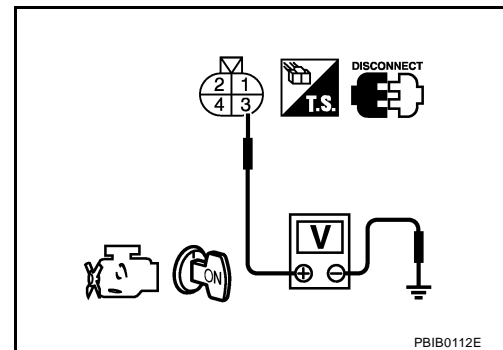 DISCONNECT
2 1
4 3
T.S.
V
ON
PBIB0112E